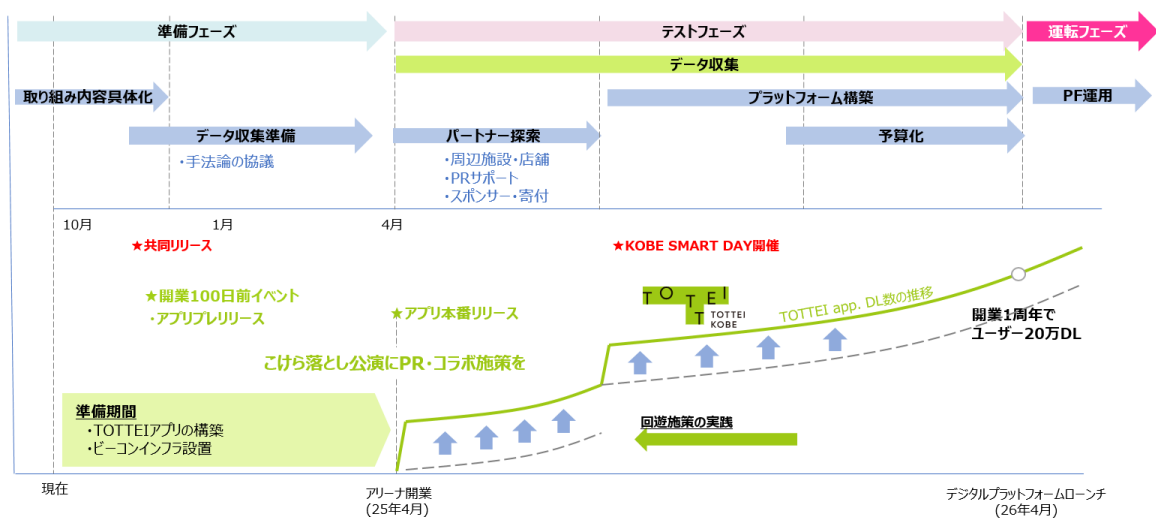 準備フェーズ
テストフェーズ
運転フェーズ
データ収集
取り組み内容具体化
プラットフォーム構築
PF運用
データ収集準備
パートナー探索
予算化
・手法論の協議
・周辺施設・店舗
・PRサポート
・スポンサー・寄付
10月
1月
4月
★共同リリース
★KOBE SMART DAY開催
★開業100日前イベント
・アプリプレリリース
★アプリ本番リリース
TOTTEI
TOTTEI
KOBE
TOTTEI app. DL数の推移
開業1周年で
ユーザー20万DL
こけら落とし公演にPR・コラボ施策を
準備期間
・TOTTEIアプリの構築
・ビーコンインフラ設置
回遊施策の実践
現在
アリーナ開業
(25年4月)
デジタルプラットフォームローンチ
(26年4月)